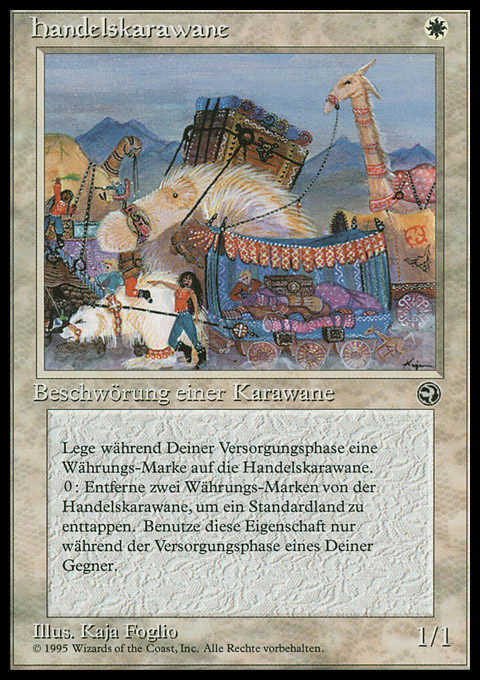 Handelskarawane
Beschwörung einer Karawane
Lege während Deiner Versorgungsphase eine
Währungs-Marke auf die Handelskarawane.
0: Entferne zwei Währungs-Marken von der
Handelskarawane, um ein Standardland zu
enttappen. Benutze diese Eigenschaft nur
während der Versorgungsphase eines Deiner
Gegner.
Illus. Kaja Foglio
1/1
© 1995 Wizards of the Coast, Inc. Alle Rechte vorbehalten.